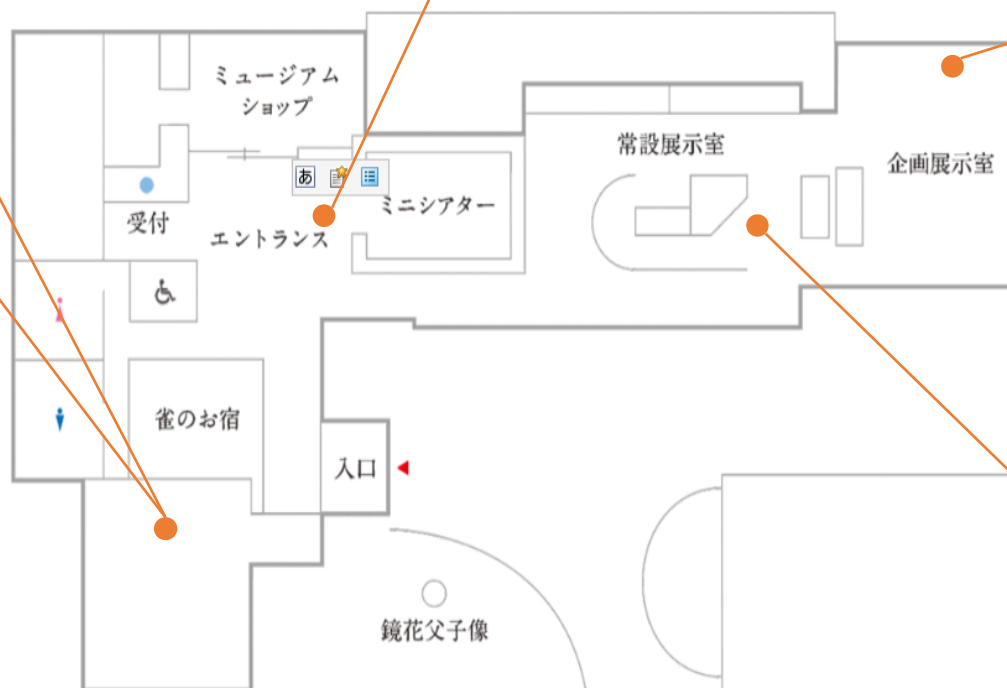 ミュージアム
ショップ
常設展示室
企画展示室
あ
ミニシアター
受付
エントランス
雀のお宿
入口
鏡花父子像